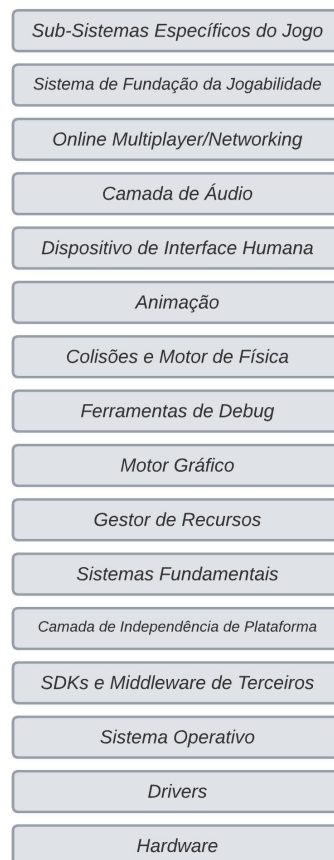 Sub-Sistemas Específicos do Jogo
Sistema de Fundação da Jogabilidade
Online Multiplayer/Networking
Camada de Áudio
Dispositivo de Interface Humana
Animação
Colisões e Motor de Física
Ferramentas de Debug
Motor Gráfico
Gestor de Recursos
Sistemas Fundamentais
Camada de Independência de Plataforma
SDKs e Middleware de Terceiros
Sistema Operativo
Drivers
Hardware